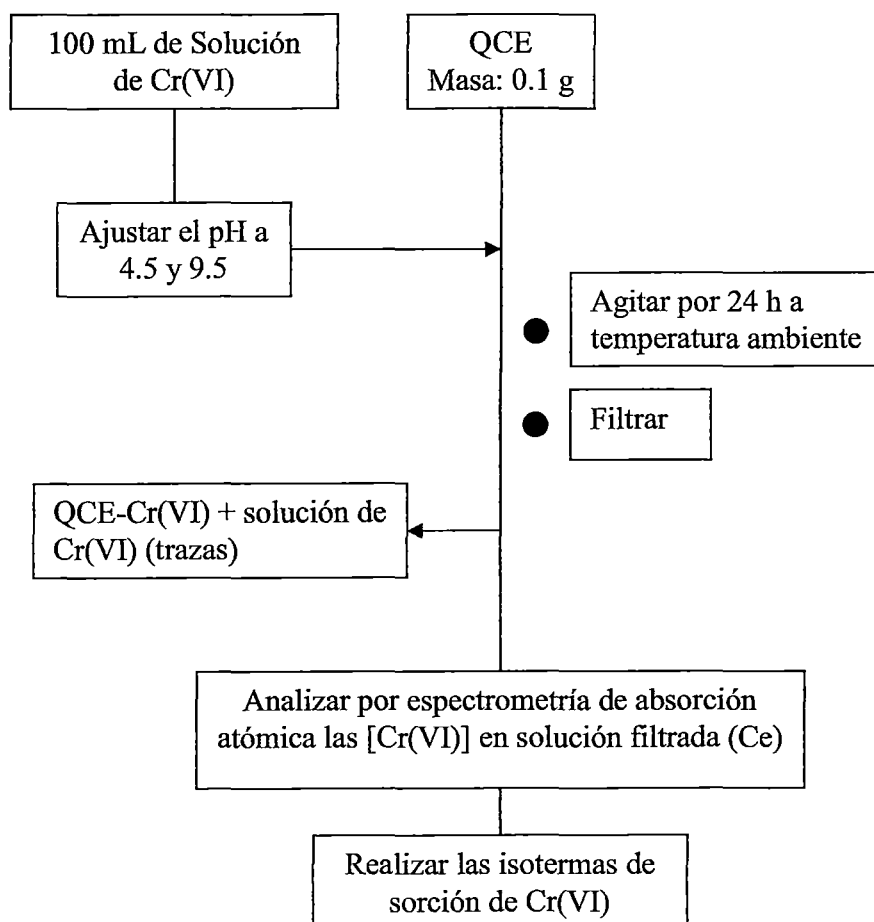 100 mL de Solución
de Cr(VI)
QCE
Masa: 0.1 g
Ajustar el pH a
4.5 y 9.5
Agitar por 24 h a
temperatura ambiente
Filtrar
QCE-Cr(VI) + solución de
Cr(VI) (trazas)
Analizar por espectrometría de absorción
atómica las [Cr(VI)] en solución filtrada (Ce)
Realizar las isotermas de
sorción de Cr(VI)